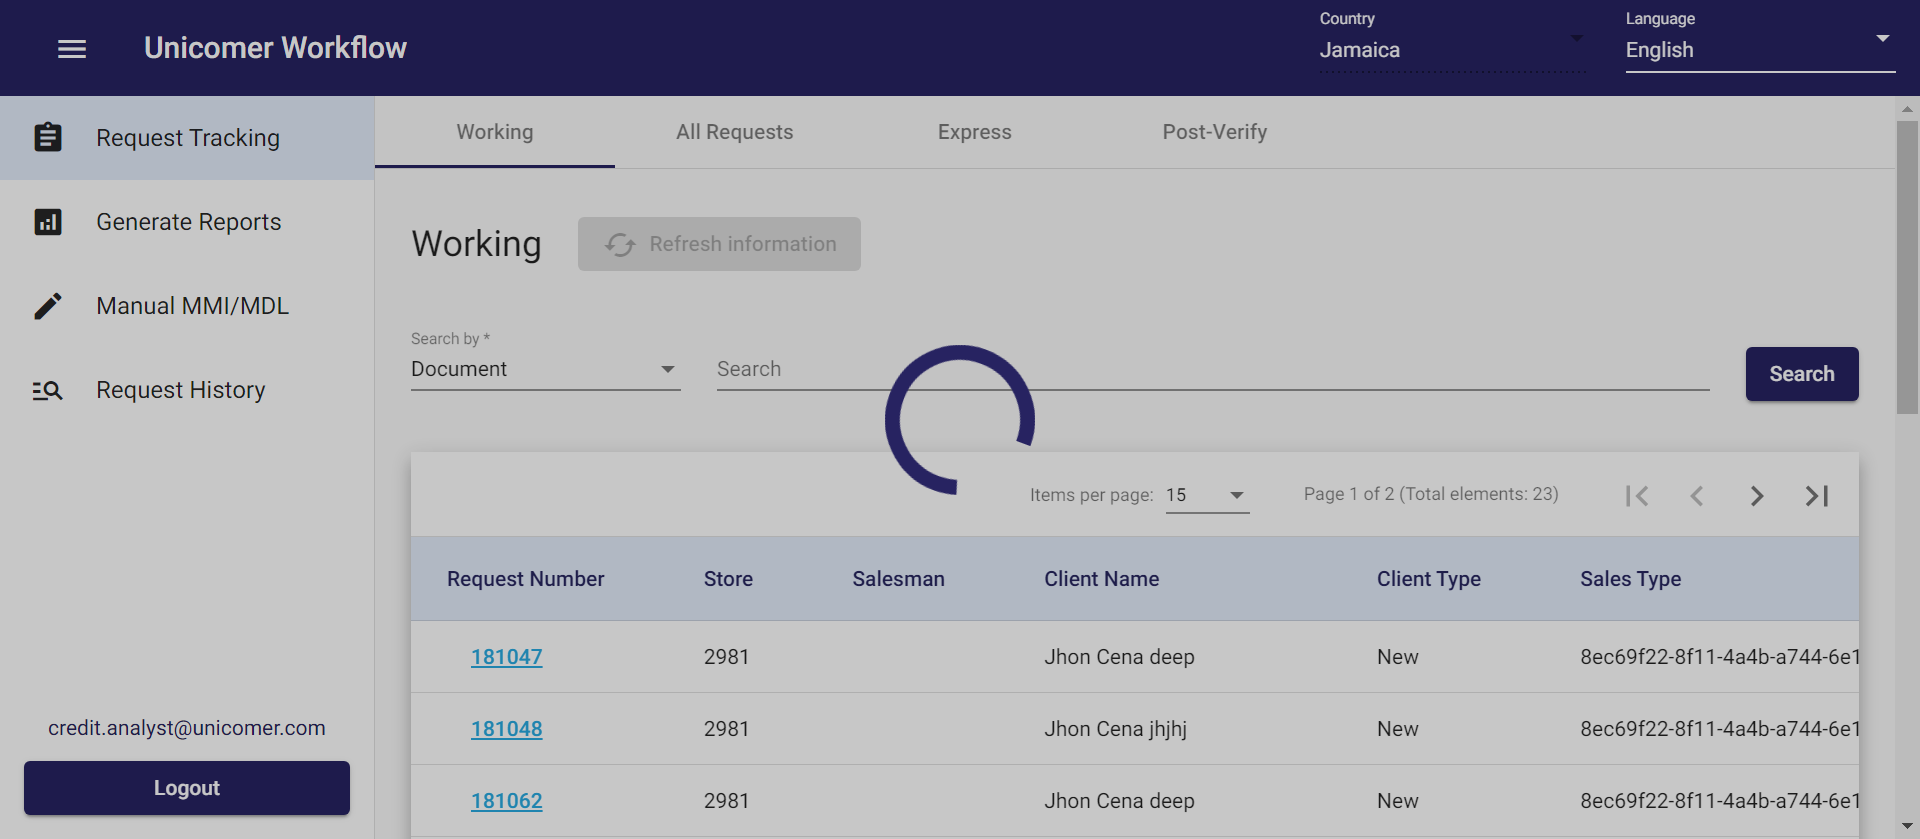 Unicomer Workflow
Country
Jamaica
Language
English
Request Tracking
Generate Reports
Manual MMI/MDL
Request History
credit.analyst@unicomer.com
Logout
Working All Requests Express Post-Verify
Working
Refresh information
Search by *
Document
Search
Search
Items per page: 15 Page 1 of 2 (Total elements: 23)
Request Number Store Salesman Client Name Client Type Sales Type
181047 2981 Jhon Cena deep New 8ec69f22-8f11-4a4b-a744-6e1
181048 2981 Jhon Cena jhjhj New 8ec69f22-8f11-4a4b-a744-6e1
181062 2981 Jhon Cena deep New 8ec69f22-8f11-4a4b-a744-6e1